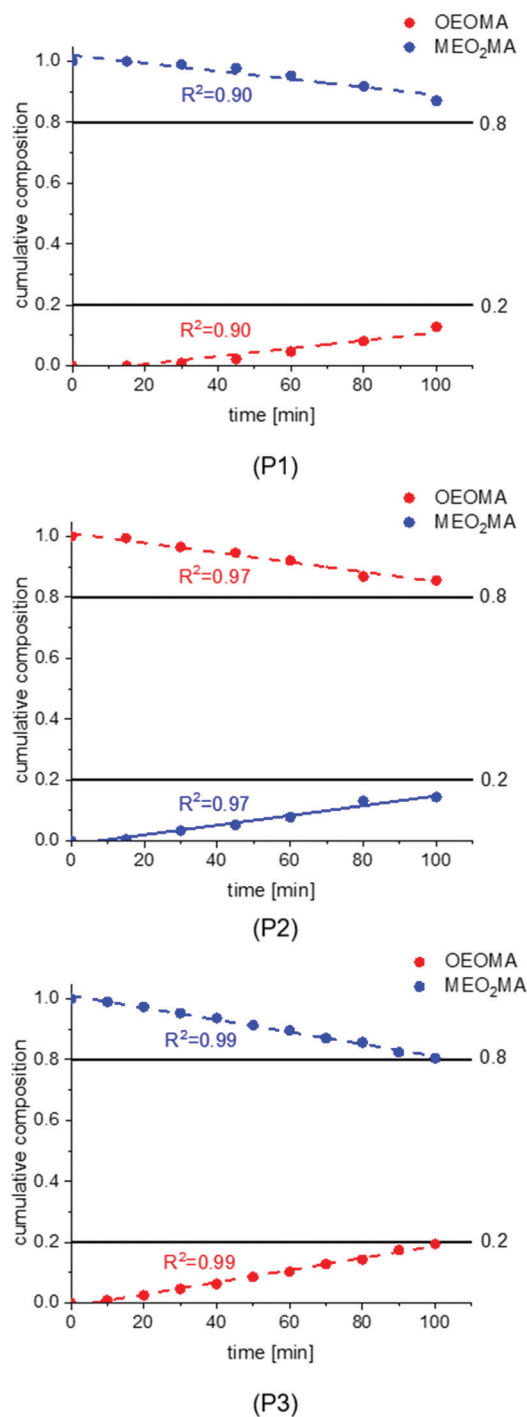 OEOMA
MEO₂MA
cumulative composition
1.0
0.8
0.6
0.4
0.2
0.0
R²=0.90
0.8
R²=0.90
0.2
0 20 40 60 80 100
time [min]
(P1)
OEOMA
MEO₂MA
cumulative composition
1.0
0.8
0.6
0.4
0.2
0.0
R²=0.97
0.8
R²=0.97
0.2
0 20 40 60 80 100
time [min]
(P2)
OEOMA
MEO₂MA
cumulative composition
1.0
0.8
0.6
0.4
0.2
0.0
R²=0.99
0.8
R²=0.99
0.2
0 20 40 60 80 100
time [min]
(P3)